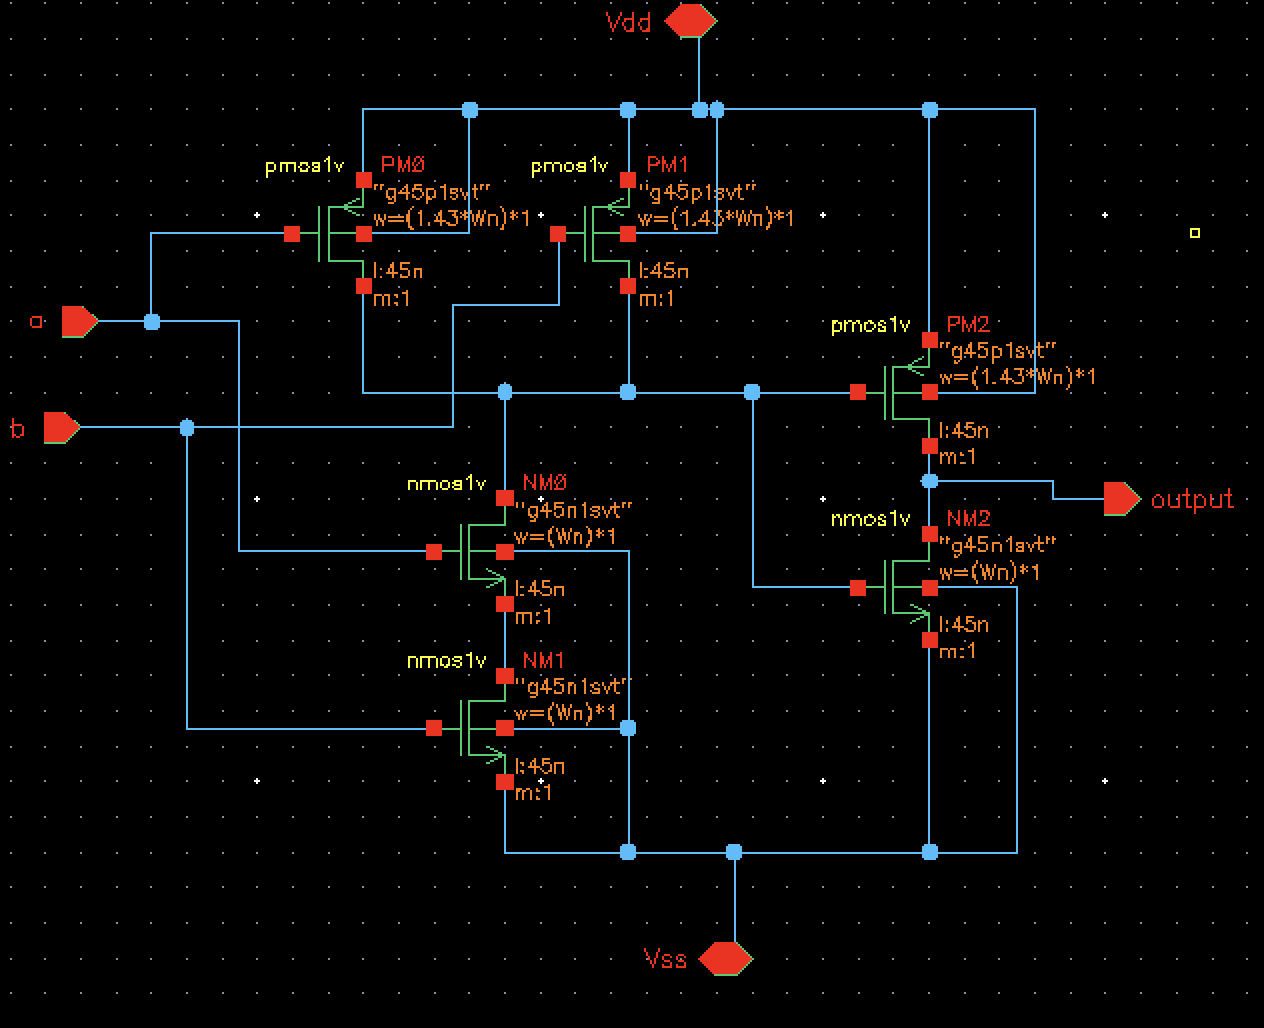 Vdd
pmos1v PM0
"g45p1svt"
w=(1.43*Wn)*1
l:45n
m:1
pmos1v PM1
"g45p1svt"
w=(1.43*Wn)*1
l:45n
m:1
a
pmos1v PM2
"g45p1svt"
w=(1.43*Wn)*1
l:45n
m:1
b
nmos1v NM0
"g45n1svt"
w=(Wn)*1
l:45n
m:1
output
nmos1v NM2
"g45n1svt"
w=(Wn)*1
l:45n
m:1
nmos1v NM1
"g45n1svt"
w=(Wn)*1
l:45n
m:1
Vss